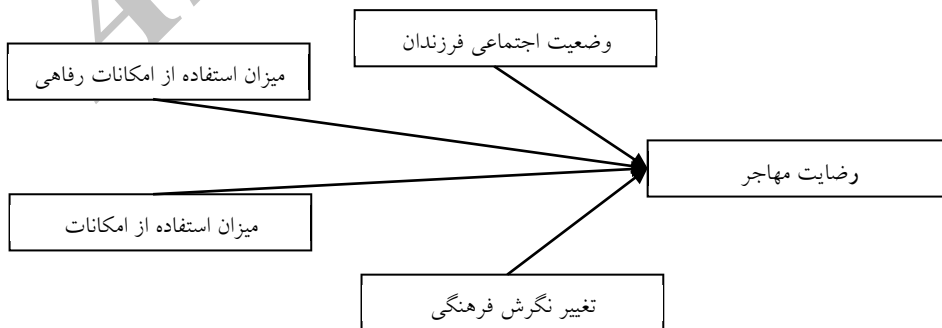 وضعیت اجتماعی فرزندان
میزان استفاده از امکانات رفاهی
رضایت مهاجر
میزان استفاده از امکانات
تغییر نگرش فرهنگی